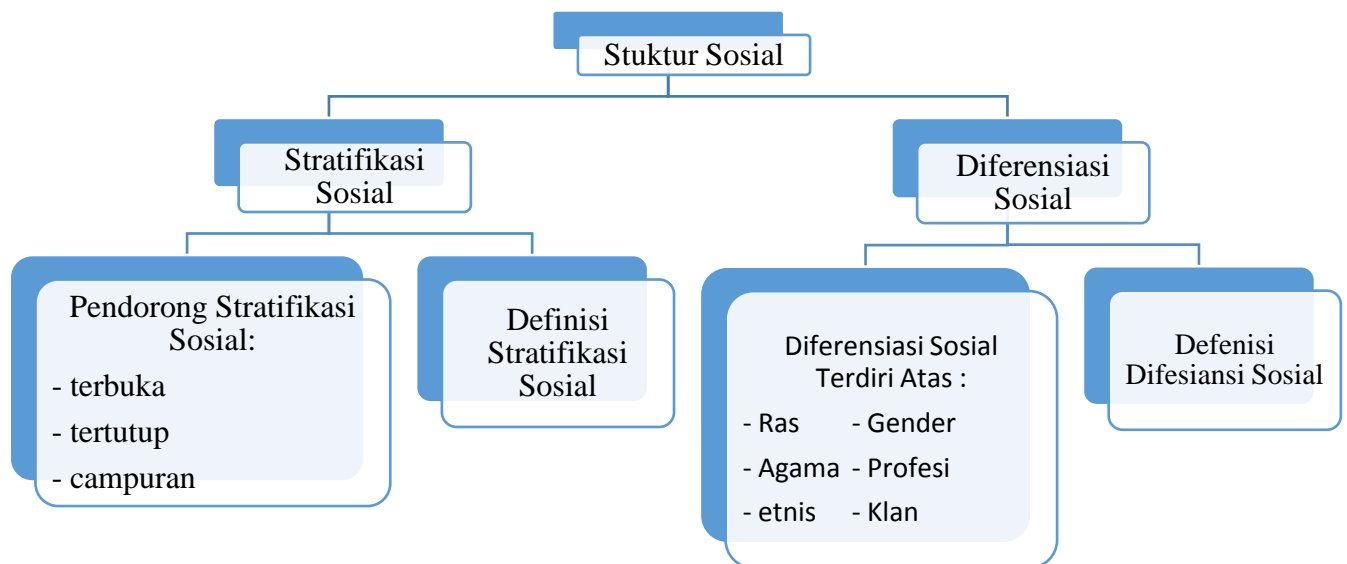 Stuktur Sosial
Stratifikasi
Sosial
Diferensiasi
Sosial
Pendorong Stratifikasi
Sosial:
- terbuka
- tertutup
- campuran
Definisi
Stratifikasi
Sosial
Diferensiasi Sosial
Terdiri Atas :
- Ras - Gender
- Agama - Profesi
- etnis - Klan
Defenisi
Difesiansi Sosial